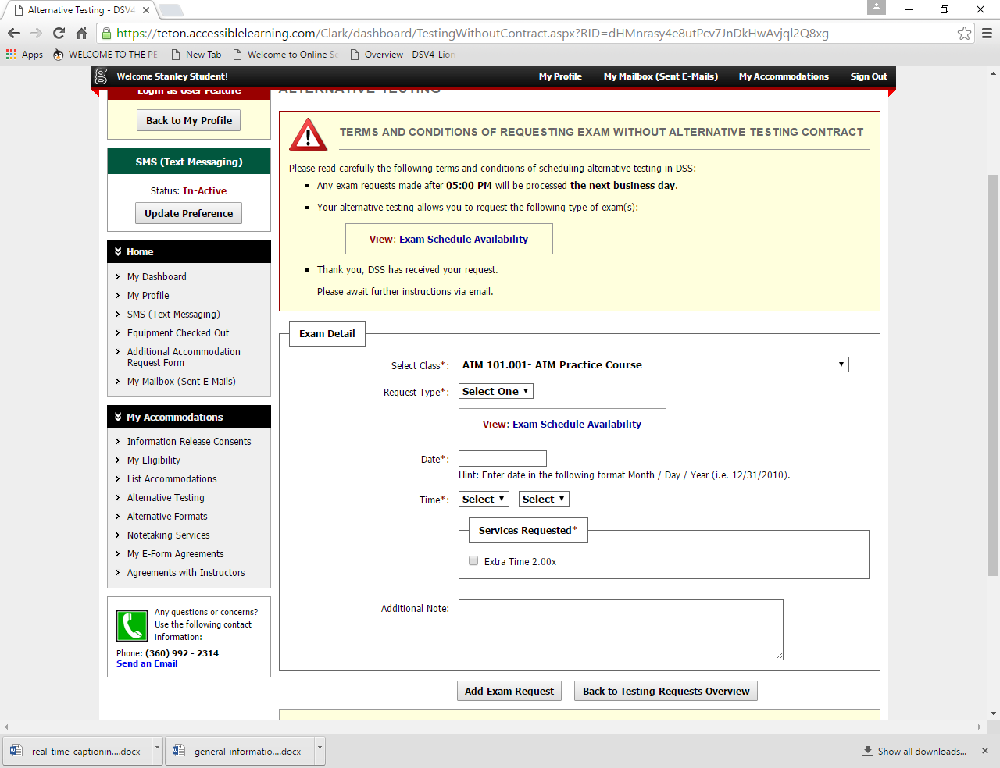 Alternative Testing - DSV4
https://teton.accessiblelearning.com/Clark/dashboard/TestingWithoutContract.aspx?RID=dHMnrasy4e8utPcv7JnDkHwAvjql2Q8xg
Apps WELCOME TO THE PE New Tab Welcome to Online Se Overview - DSV4-Lion
Welcome Stanley Student! My Profile My Mailbox (Sent E-Mails) My Accommodations Sign Out
Login as User Feature
Back to My Profile
SMS (Text Messaging)
Status: In-Active
Update Preference
Home
My Dashboard
My Profile
SMS (Text Messaging)
Equipment Checked Out
Additional Accommodation
Request Form
My Mailbox (Sent E-Mails)
My Accommodations
Information Release Consents
My Eligibility
List Accommodations
Alternative Testing
Alternative Formats
Notetaking Services
My E-Form Agreements
Agreements with Instructors
Any questions or concerns?
Use the following contact
information:
Phone: (360) 992 - 2314
Send an Email
ALTERNATIVE TESTING
TERMS AND CONDITIONS OF REQUESTING EXAM WITHOUT ALTERNATIVE TESTING CONTRACT
Please read carefully the following terms and conditions of scheduling alternative testing in DSS:
Any exam requests made after 05:00 PM will be processed the next business day.
Your alternative testing allows you to request the following type of exam(s):
View: Exam Schedule Availability
Thank you, DSS has received your request.
Please await further instructions via email.
Exam Detail
Select Class*: AIM 101.001- AIM Practice Course
Request Type*: Select One
View: Exam Schedule Availability
Date*:
Hint: Enter date in the following format Month / Day / Year (i.e. 12/31/2010).
Time*: Select Select
Services Requested*
Extra Time 2.00x
Additional Note:
Add Exam Request Back to Testing Requests Overview
real-time-captionin....docx general-informatio....docx Show all downloads...